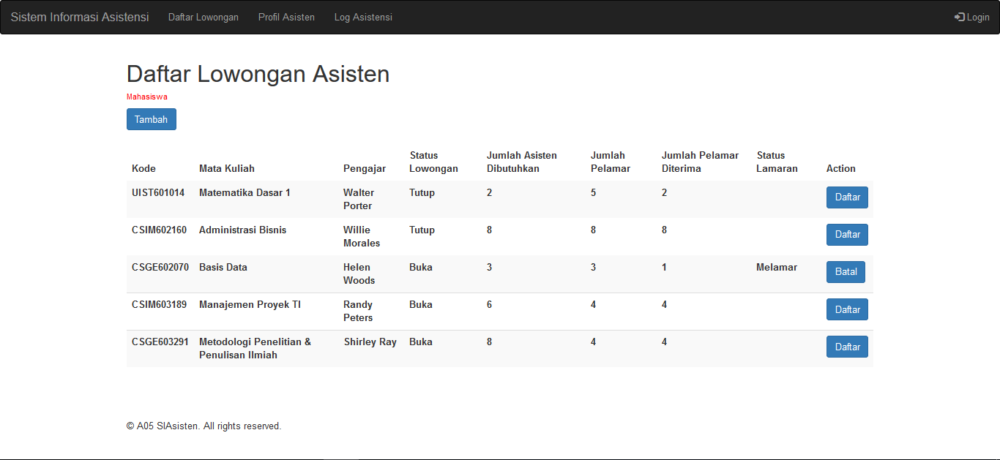 Sistem Informasi Asistensi Daftar Lowongan Profil Asisten Log Asistensi Login
Daftar Lowongan Asisten
Mahasiswa
Tambah
Kode Mata Kuliah Pengajar Status Lowongan Jumlah Asisten Dibutuhkan Jumlah Pelamar Jumlah Pelamar Diterima Status Lamaran Action
UIST601014 Matematika Dasar 1 Walter Porter Tutup 2 5 2 Daftar
CSIM602160 Administrasi Bisnis Willie Morales Tutup 8 8 8 Daftar
CSGE602070 Basis Data Helen Woods Buka 3 3 1 Melamar Batal
CSIM603189 Manajemen Proyek TI Randy Peters Buka 6 4 4 Daftar
CSGE603291 Metodologi Penelitian & Penulisan Ilmiah Shirley Ray Buka 8 4 4 Daftar
© A05 SIAsisten. All rights reserved.